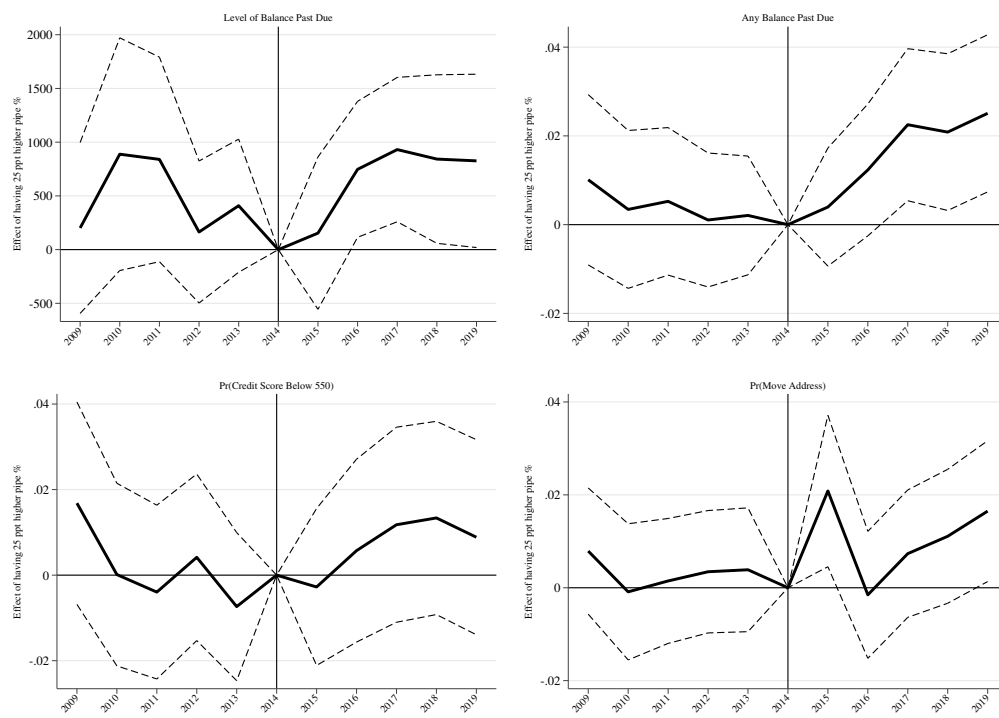 Level of Balance Past Due
Effect of having 25 ppt higher pipe %
2000
1500
1000
500
0
-500
2009 2010 2011 2012 2013 2014 2015 2016 2017 2018 2019
Any Balance Past Due
Effect of having 25 ppt higher pipe %
.04
.02
0
-.02
2009 2010 2011 2012 2013 2014 2015 2016 2017 2018 2019
Pr(Credit Score Below 550)
Effect of having 25 ppt higher pipe %
.04
.02
0
-.02
2009 2010 2011 2012 2013 2014 2015 2016 2017 2018 2019
Pr(Move Address)
Effect of having 25 ppt higher pipe %
.04
.02
0
-.02
2009 2010 2011 2012 2013 2014 2015 2016 2017 2018 2019